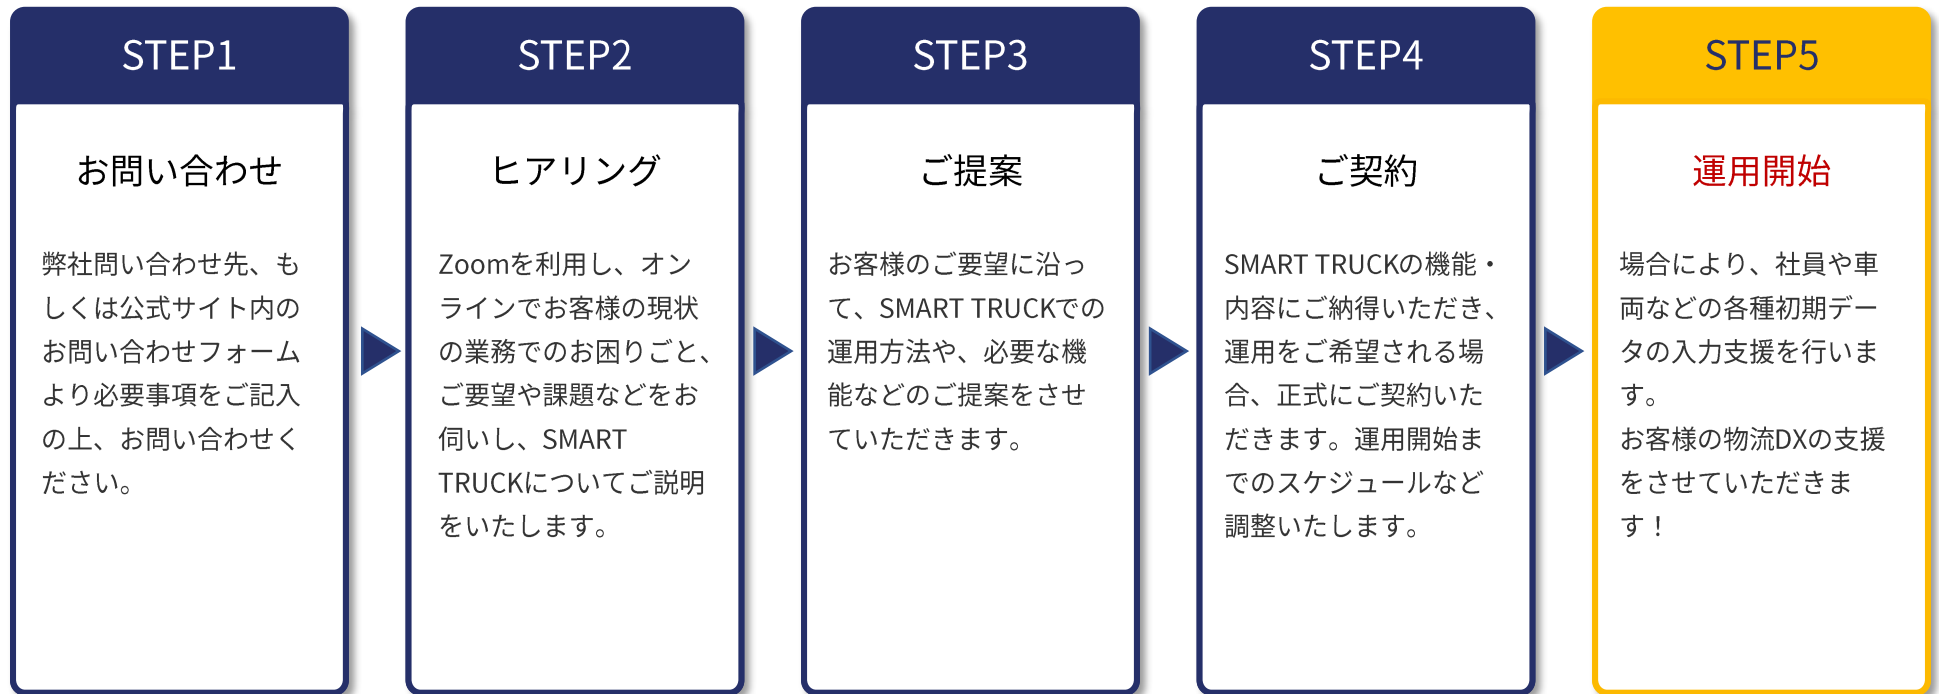 STEP1
お問い合わせ
弊社問い合わせ先、も
しくは公式サイト内の
お問い合わせフォーム
より必要事項をご記入
の上、お問い合わせく
ださい。
STEP2
ヒアリング
Zoomを利用し、オン
ラインでお客様の現状
の業務でのお困りごと、
ご要望や課題などをお
伺いし、SMART
TRUCKについてご説明
をいたします。
STEP3
ご提案
お客様のご要望に沿っ
て、SMART TRUCKでの
運用方法や、必要な機
能などのご提案をさせ
ていただきます。
STEP4
ご契約
SMART TRUCKの機能・
内容にご納得いただき、
運用をご希望される場
合、正式にご契約いた
だきます。運用開始ま
でのスケジュールなど
調整いたします。
STEP5
運用開始
場合により、社員や車
両などの各種初期デー
タの入力支援を行いま
す。
お客様の物流DXの支援
をさせていただきま
す！